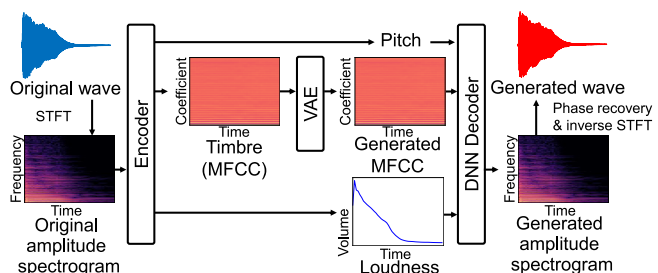 Original wave
STFT
Frequency
Time
Original
amplitude
spectrogram
Encoder
Pitch
Coefficient
Time
Timbre
(MFCC)
VAE
Coefficient
Time
Generated
MFCC
Volume
Time
Loudness
DNN Decoder
Generated wave
Phase recovery
& inverse STFT
Frequency
Time
Generated
amplitude
spectrogram